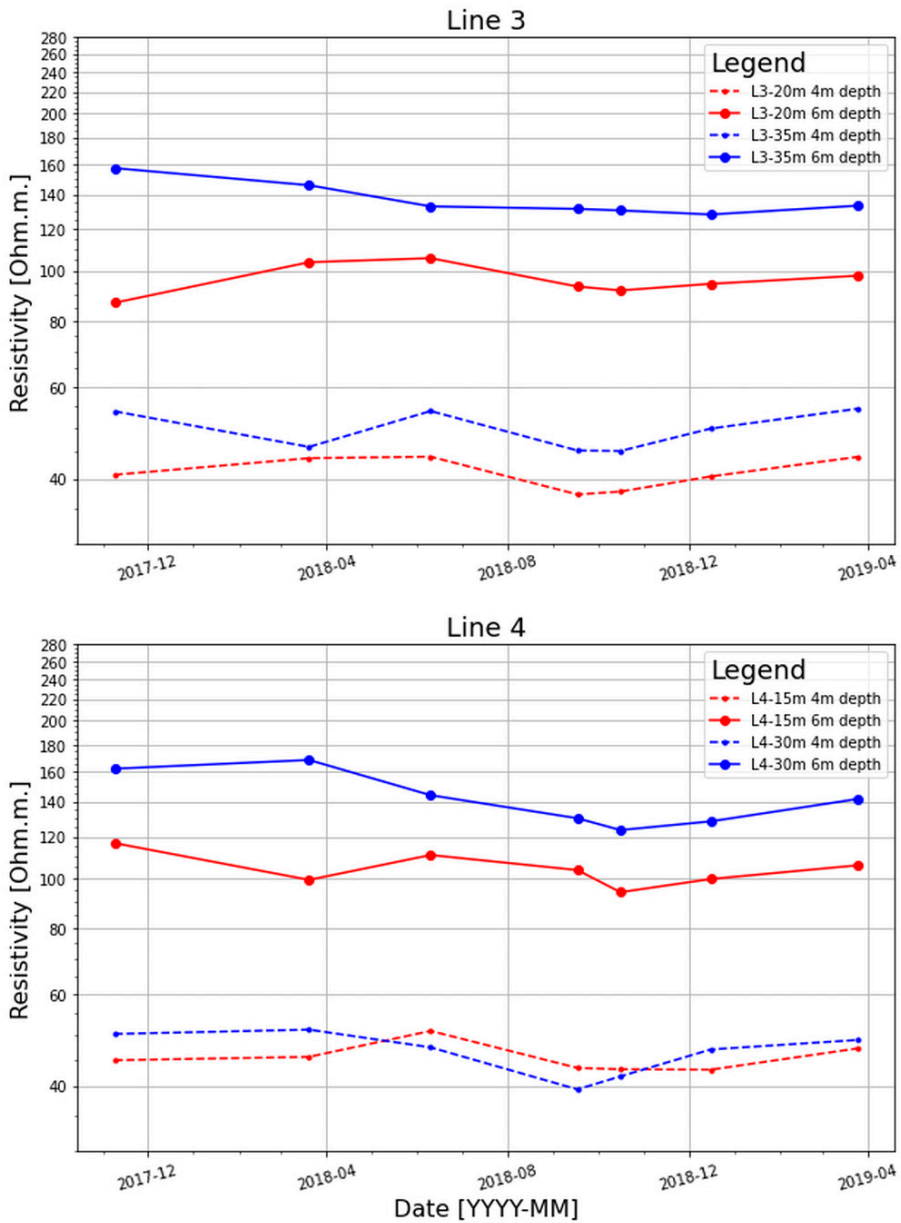 Line 3
280
260
240
220
200
180
160
140
120
100
80
60
40
Resistivity [Ohm.m.]
Legend
L3-20m 4m depth
L3-20m 6m depth
L3-35m 4m depth
L3-35m 6m depth
2017-12
2018-04
2018-08
2018-12
2019-04
Line 4
280
260
240
220
200
180
160
140
120
100
80
60
40
Resistivity [Ohm.m.]
Legend
L4-15m 4m depth
L4-15m 6m depth
L4-30m 4m depth
L4-30m 6m depth
2017-12
2018-04
2018-08
2018-12
2019-04
Date [YYYY-MM]